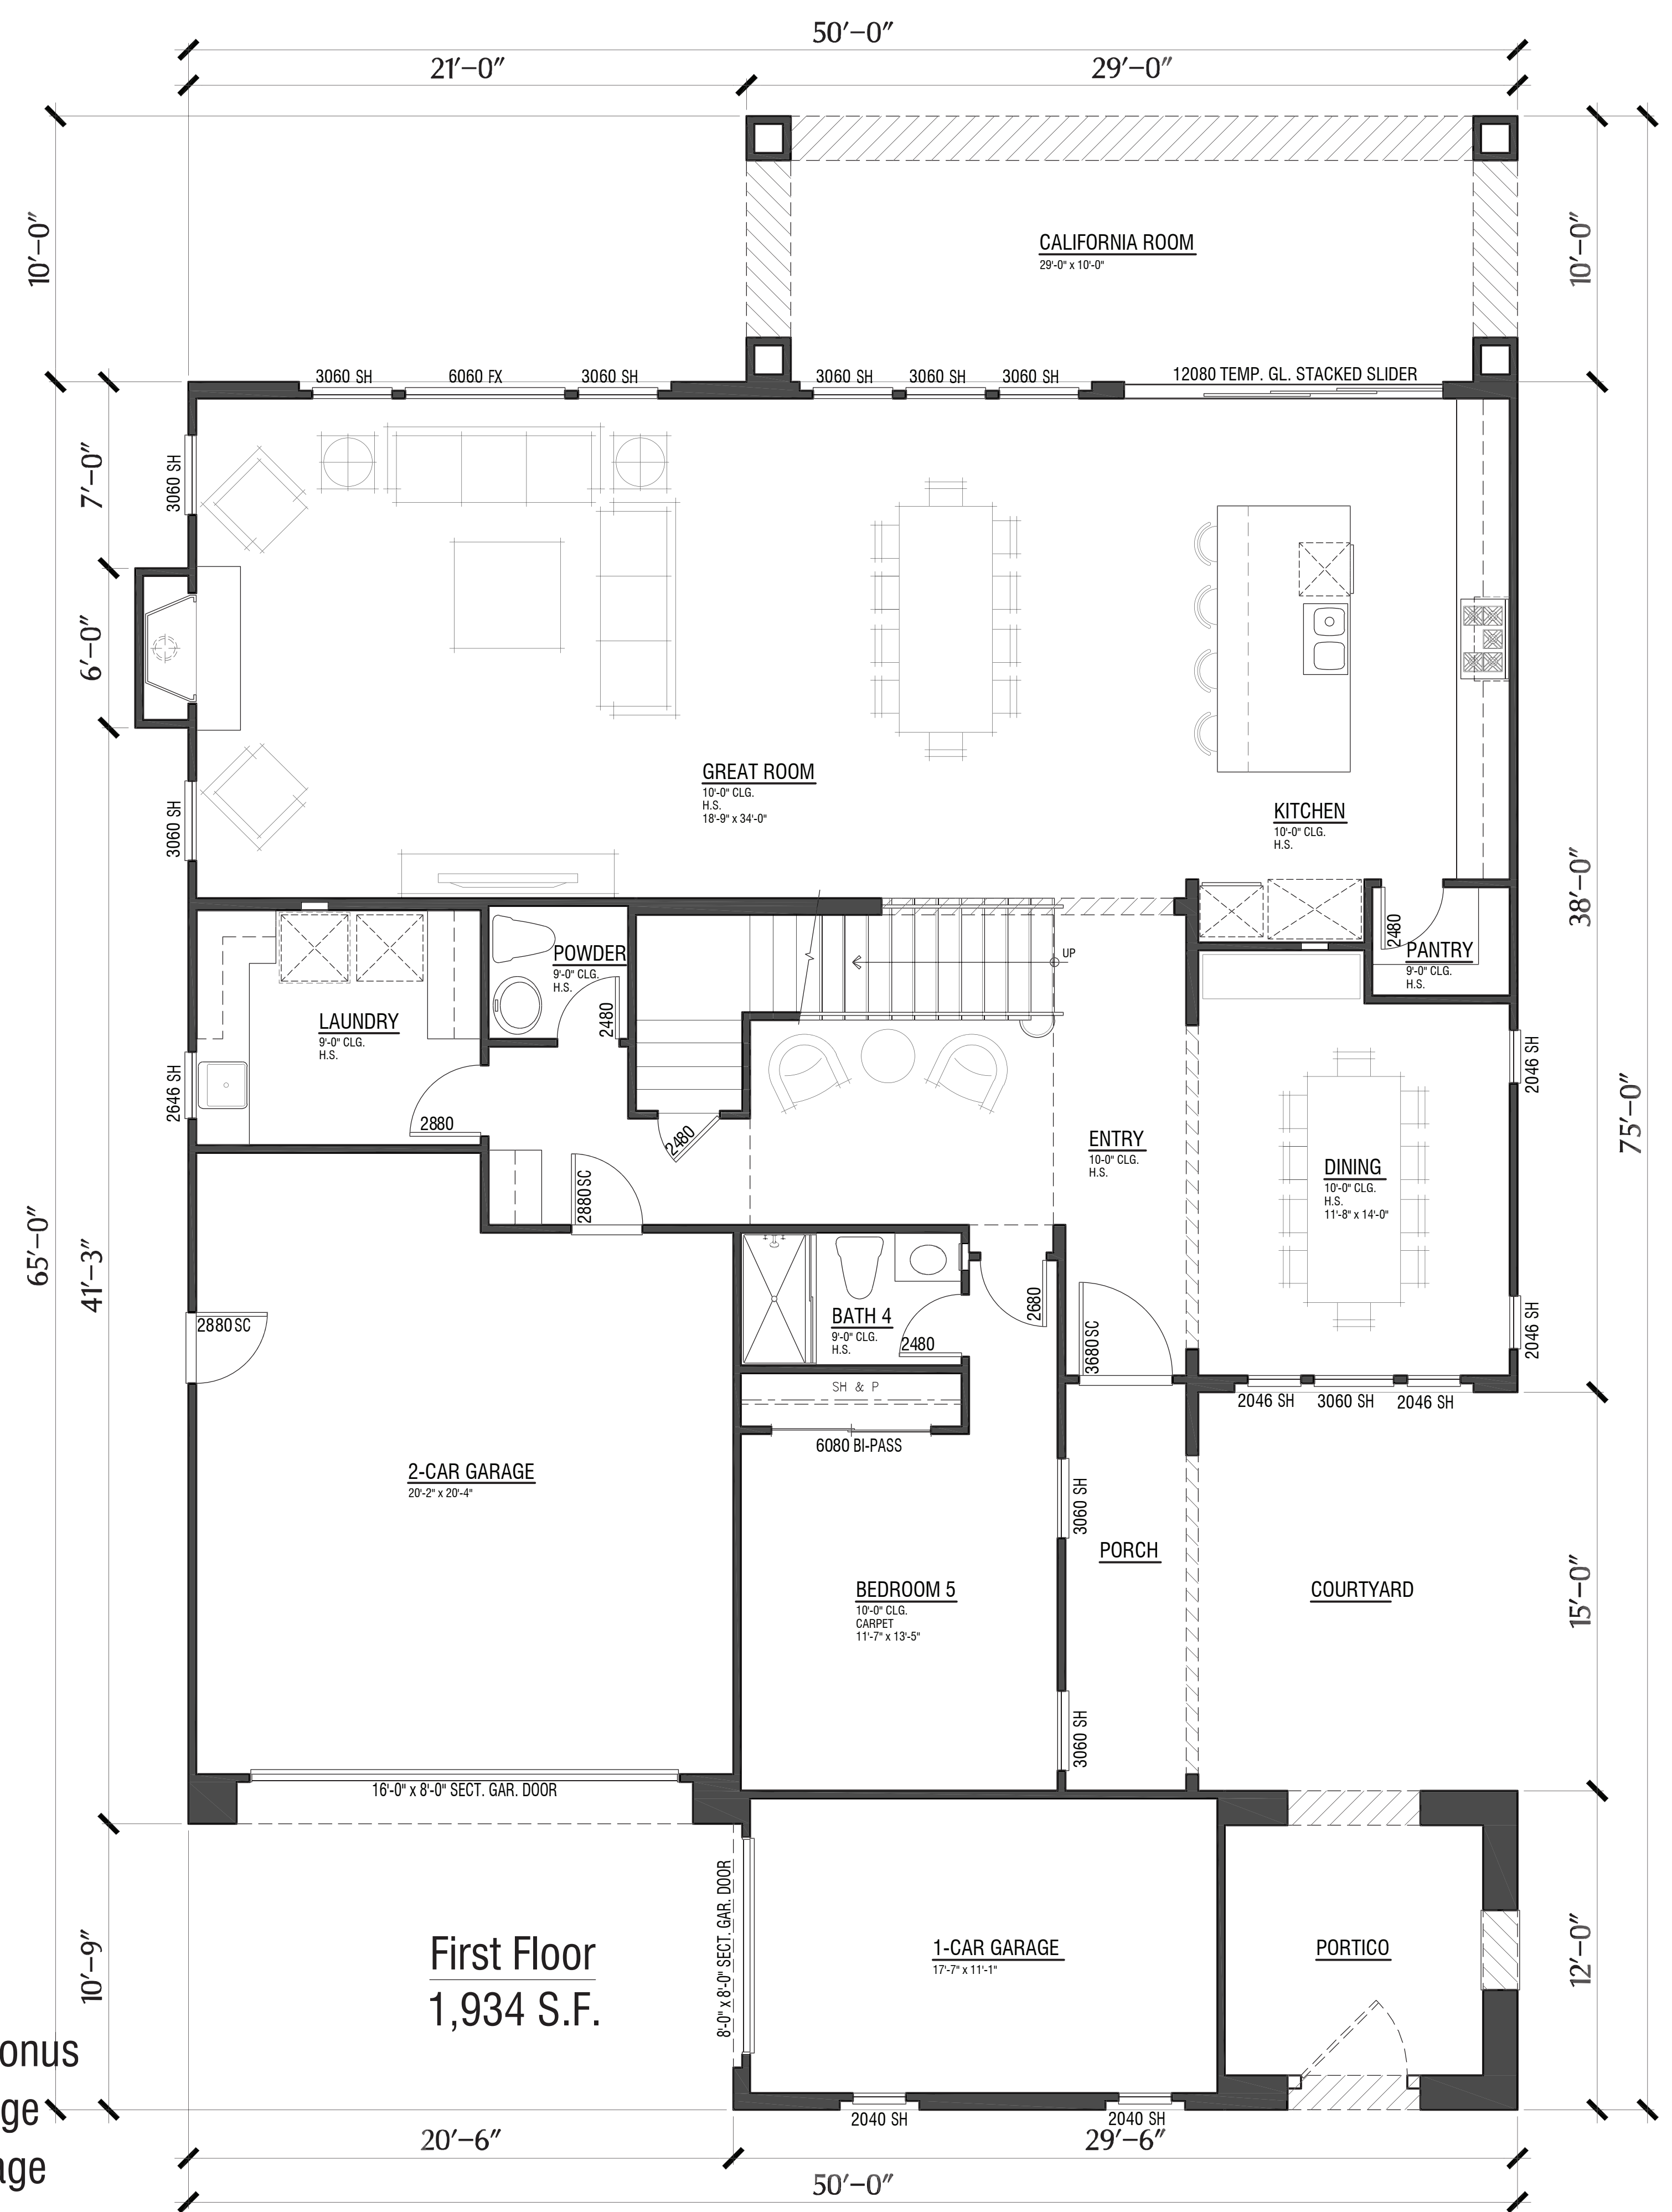 50′–0″
21′–0″
29′–0″
10′–0″
10′–0″
CALIFORNIA ROOM
29'-0" x 10'-0"
3060 SH
6060 FX
3060 SH
3060 SH
3060 SH
3060 SH
12080 TEMP. GL. STACKED SLIDER
7′–0″
3060 SH
6′–0″
GREAT ROOM
10'-0" CLG.
H.S.
18'-9" x 34'-0"
KITCHEN
10'-0" CLG.
H.S.
3060 SH
38′–0″
2480
PANTRY
9'-0" CLG.
H.S.
POWDER
9'-0" CLG.
H.S.
2480
UP
LAUNDRY
9'-0" CLG.
H.S.
2646 SH
2880
2480
2046 SH
75′–0″
ENTRY
10-0" CLG.
H.S.
DINING
10'-0" CLG.
H.S.
11'-8" x 14'-0"
2880SC
65′–0″
41′–3″
2880SC
BATH 4
9'-0" CLG.
H.S.
2480
2680
3680SC
2046 SH
2046 SH
3060 SH
2046 SH
SH & P
6080 BI-PASS
2-CAR GARAGE
20'-2" x 20'-4"
3060 SH
PORCH
BEDROOM 5
10'-0" CLG.
CARPET
11'-7" x 13'-5"
COURTYARD
15′–0″
3060 SH
16'-0" x 8'-0" SECT. GAR. DOOR
8'-0" x 8'-0" SECT. GAR. DOOR
First Floor
1,934 S.F.
1-CAR GARAGE
17'-7" x 11'-1"
PORTICO
12′–0″
10′–9″
onus
ge
age
2040 SH
2040 SH
20′–6″
29′–6″
50′–0″